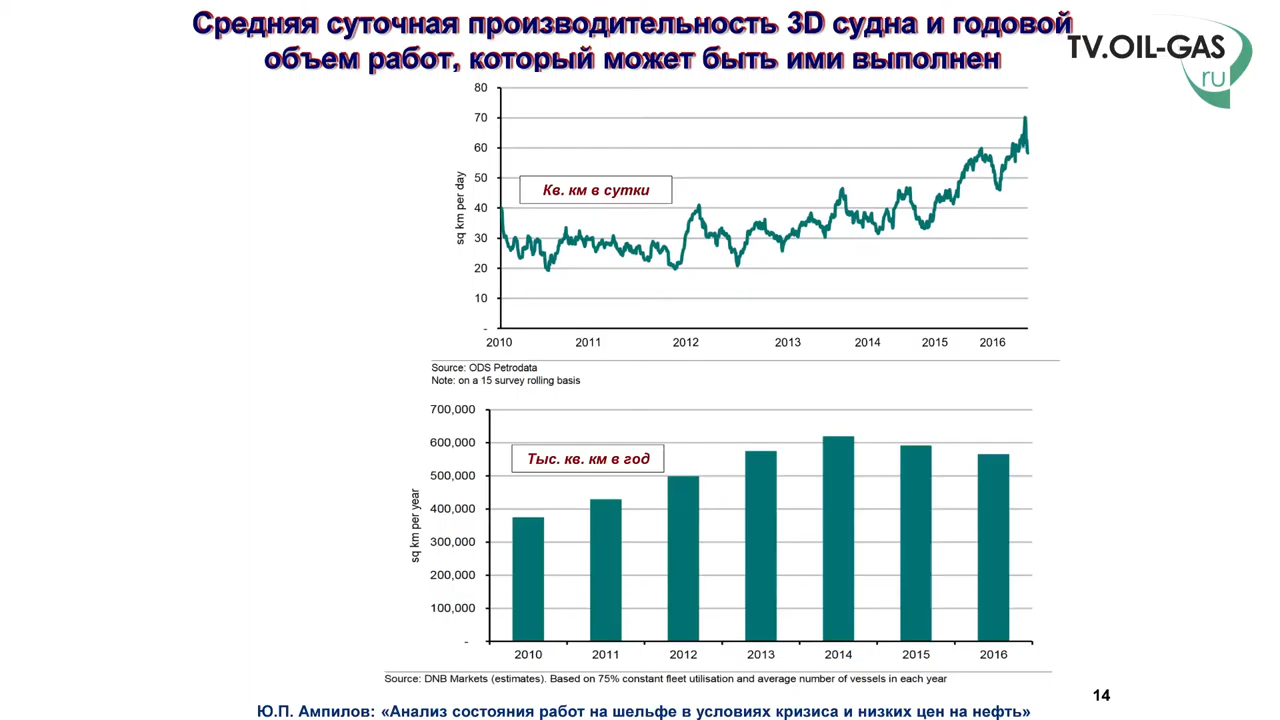 Средняя суточная производительность 3D судна и годовой
объем работ, который может быть ими выполнен
TV.OIL-GAS
ru
80
70
60
50
40
30
20
10
-
sq km per day
Кв. км в сутки
2010 2011 2012 2013 2014 2015 2016
Source: ODS Petrodata
Note: on a 15 survey rolling basis
700,000
600,000
500,000
400,000
300,000
200,000
100,000
-
sq km per year
Тыс. кв. км в год
2010 2011 2012 2013 2014 2015 2016
Source: DNB Markets (estimates). Based on 75% constant fleet utilisation and average number of vessels in each year
14
Ю.П. Ампилов: «Анализ состояния работ на шельфе в условиях кризиса и низких цен на нефть»